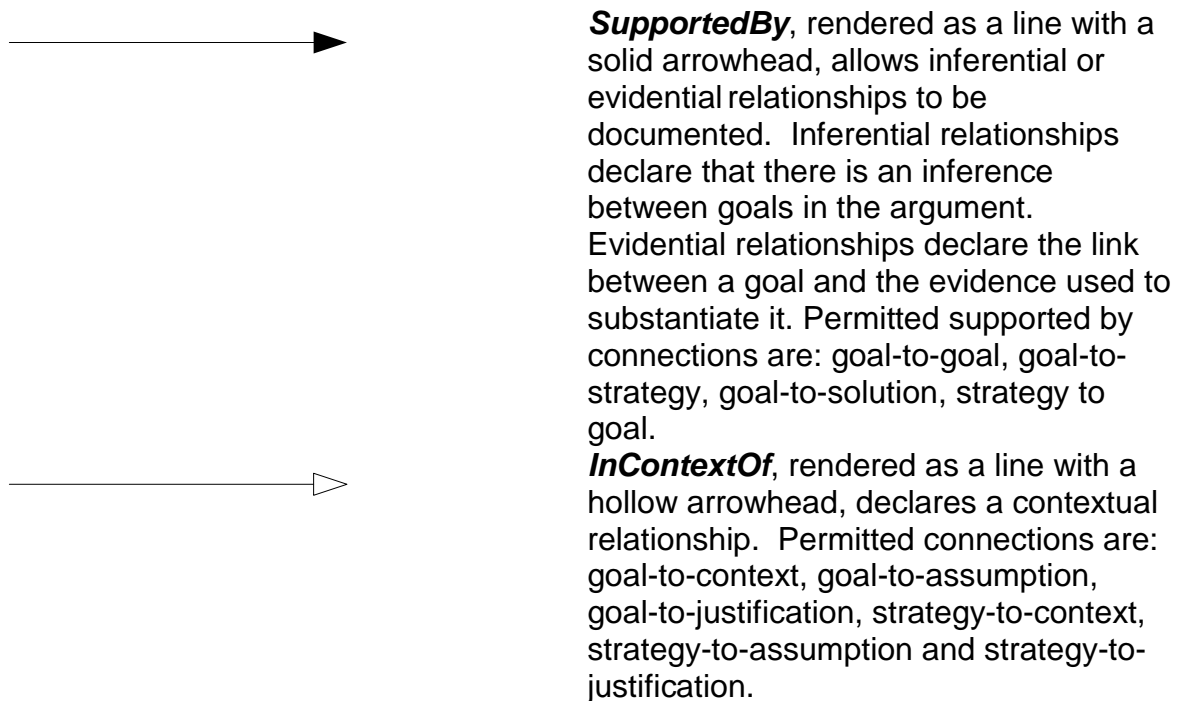 SupportedBy, rendered as a line with a
solid arrowhead, allows inferential or
evidential relationships to be
documented.  Inferential relationships
declare that there is an inference
between goals in the argument.
Evidential relationships declare the link
between a goal and the evidence used to
substantiate it. Permitted supported by
connections are: goal-to-goal, goal-to-
strategy, goal-to-solution, strategy to
goal.
InContextOf, rendered as a line with a
hollow arrowhead, declares a contextual
relationship.  Permitted connections are:
goal-to-context, goal-to-assumption,
goal-to-justification, strategy-to-context,
strategy-to-assumption and strategy-to-
justification.